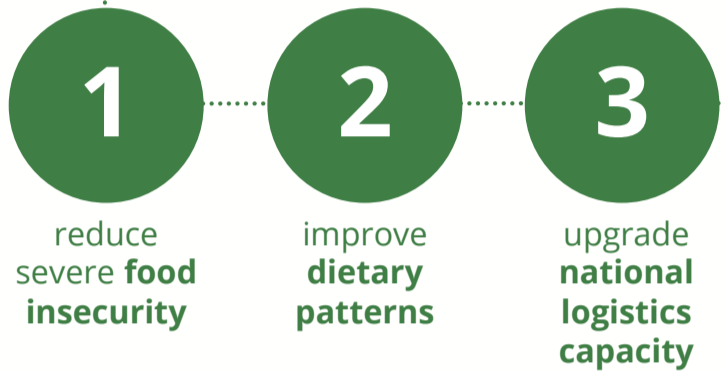 1
reduce
severe food
insecurity
2
improve
dietary
patterns
3
upgrade
national
logistics
capacity